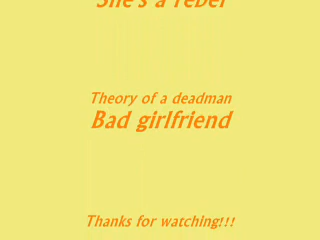 She's a rebel
Theory of a deadman
Bad girlfriend
Thanks for watching!!!